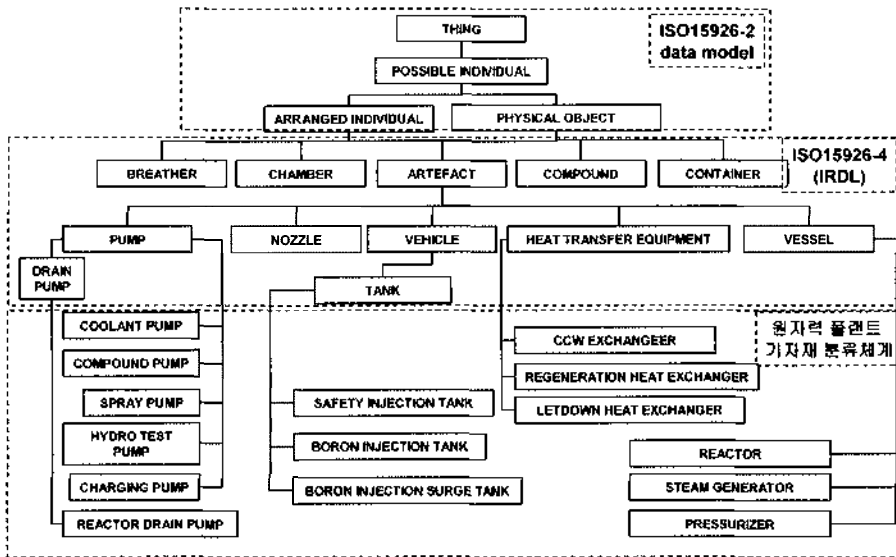 THING
ISO15926-2
data model
POSSIBLE INDIVIDUAL
ARRANGED INDIVIDUAL
PHYSICAL OBJECT
ISO15926-4
(IRDL)
BREATHER
CHAMBER
ARTEFACT
COMPOUND
CONTAINER
PUMP
NOZZLE
VEHICLE
HEAT TRANSFER EQUIPMENT
VESSEL
DRAIN
PUMP
TANK
COOLANT PUMP
COMPOUND PUMP
SPRAY PUMP
HYDRO TEST
PUMP
CHARGING PUMP
REACTOR DRAIN PUMP
SAFETY INJECTION TANK
BORON INJECTION TANK
BORON INJECTION SURGE TANK
CCW EXCHANGEER
REGENERATION HEAT EXCHANGER
LETDOWN HEAT EXCHANGER
원자력 플랜트
기자재 분류체계
REACTOR
STEAM GENERATOR
PRESSURIZER